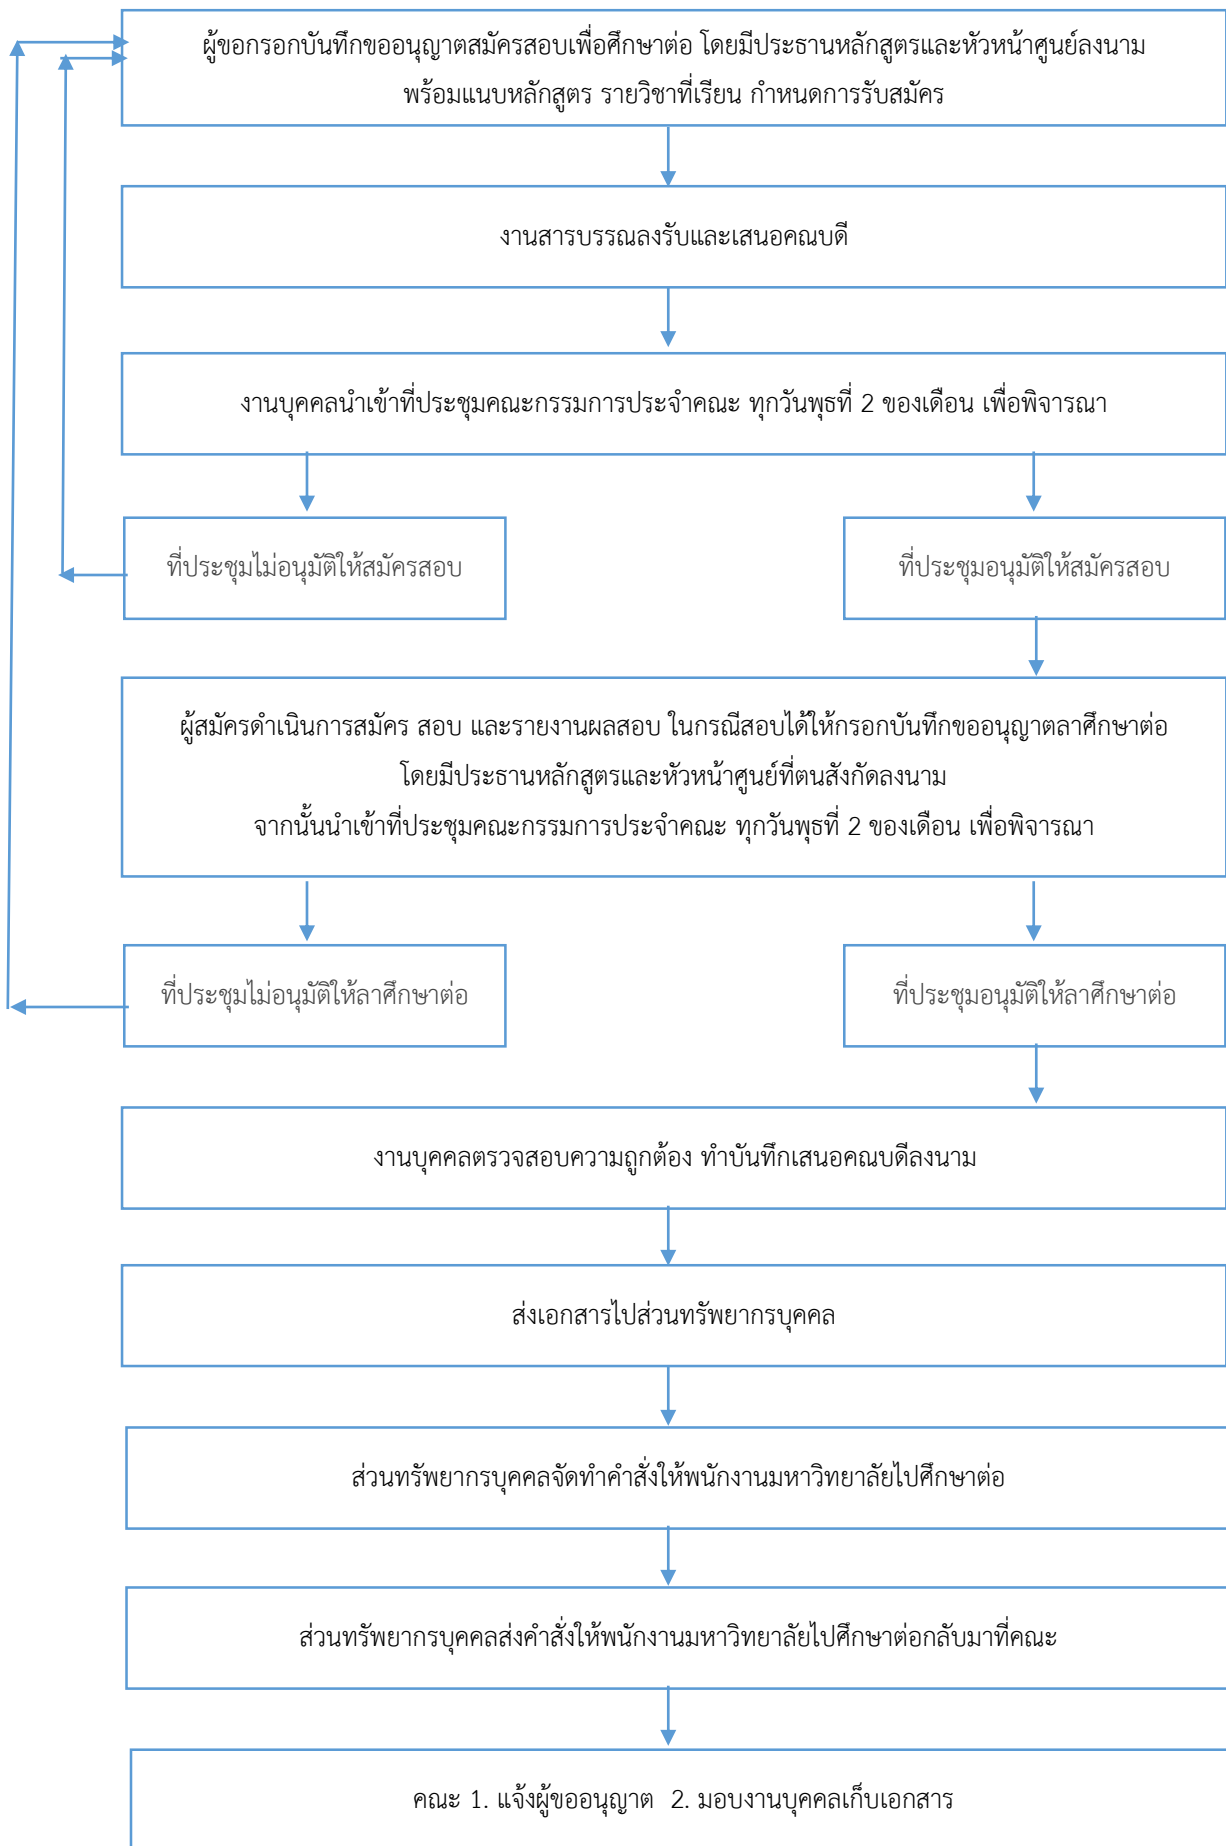 ผู้ขอกรอกบันทึกขออนุญาตสมัครสอบเพื่อศึกษาต่อ โดยมีประธานหลักสูตรและหัวหน้าศูนย์ลงนาม
พร้อมแนบหลักสูตร รายวิชาที่เรียน กำหนดการรับสมัคร
งานสารบรรณลงรับและเสนอคณบดี
งานบุคคลนำเข้าที่ประชุมคณะกรรมการประจำคณะ ทุกวันพุธที่ 2 ของเดือน เพื่อพิจารณา
ที่ประชุมไม่อนุมัติให้สมัครสอบ
ที่ประชุมอนุมัติให้สมัครสอบ
ผู้สมัครดำเนินการสมัคร สอบ และรายงานผลสอบ ในกรณีสอบได้ให้กรอกบันทึกขออนุญาตลาศึกษาต่อ
โดยมีประธานหลักสูตรและหัวหน้าศูนย์ที่ตนสังกัดลงนาม
จากนั้นนำเข้าที่ประชุมคณะกรรมการประจำคณะ ทุกวันพุธที่ 2 ของเดือน เพื่อพิจารณา
ที่ประชุมไม่อนุมัติให้ลาศึกษาต่อ
ที่ประชุมอนุมัติให้ลาศึกษาต่อ
งานบุคคลตรวจสอบความถูกต้อง ทำบันทึกเสนอคณบดีลงนาม
ส่งเอกสารไปส่วนทรัพยากรบุคคล
ส่วนทรัพยากรบุคคลจัดทำคำสั่งให้พนักงานมหาวิทยาลัยไปศึกษาต่อ
ส่วนทรัพยากรบุคคลส่งคำสั่งให้พนักงานมหาวิทยาลัยไปศึกษาต่อกลับมาที่คณะ
คณะ 1. แจ้งผู้ขออนุญาต 2. มอบงานบุคคลเก็บเอกสาร